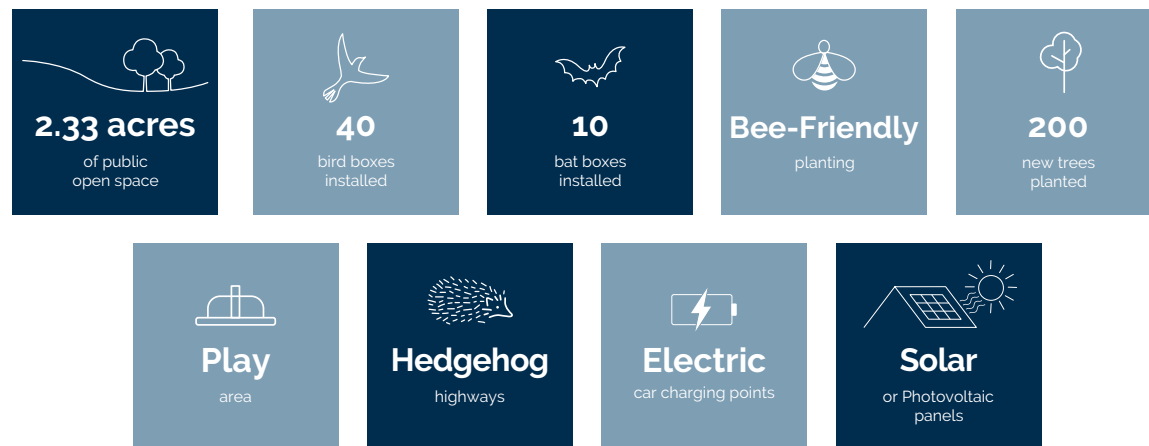 2.33 acres
of public
open space
40
bird boxes
installed
10
bat boxes
installed
Bee-Friendly
planting
200
new trees
planted
Play
area
Hedgehog
highways
Electric
car charging points
Solar
or Photovoltaic
panels